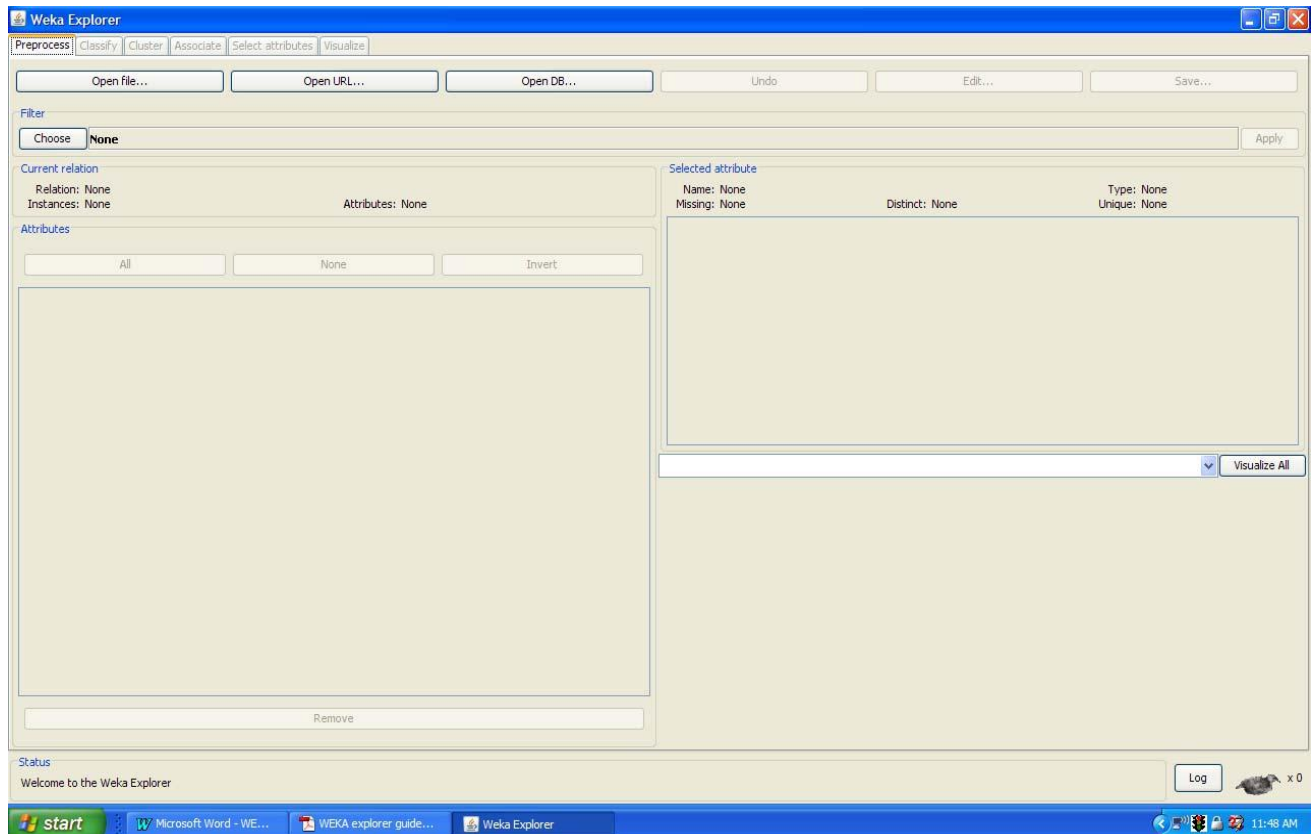 Weka Explorer
Preprocess Classify Cluster Associate Select attributes Visualize
Open file... Open URL... Open DB... Undo Edit... Save...
Filter
Choose None Apply
Current relation
Relation: None
Instances: None Attributes: None
Selected attribute
Name: None Type: None
Missing: None Distinct: None Unique: None
Attributes
All None Invert
Visualize All
Remove
Status
Welcome to the Weka Explorer
Log x 0
start Microsoft Word - WE... WEKA explorer guide... Weka Explorer 11:48 AM